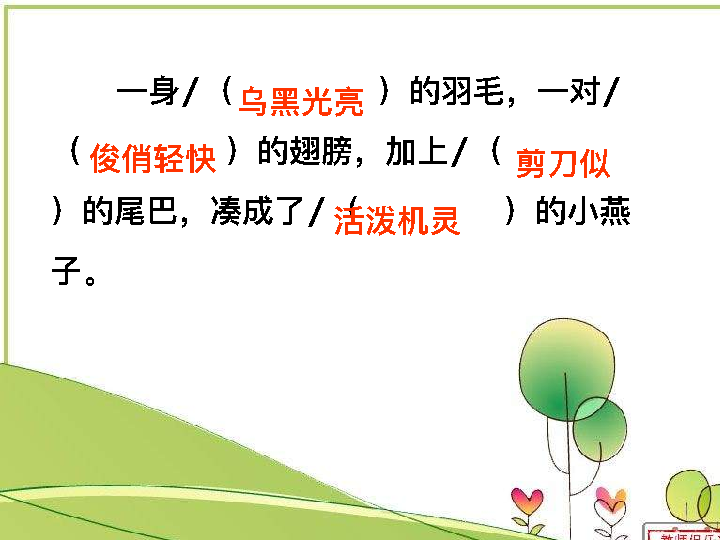 一身/（乌黑光亮）的羽毛，一对/
（俊俏轻快）的翅膀，加上/（剪刀似
）的尾巴，凑成了/（活泼机灵）的小燕
子。